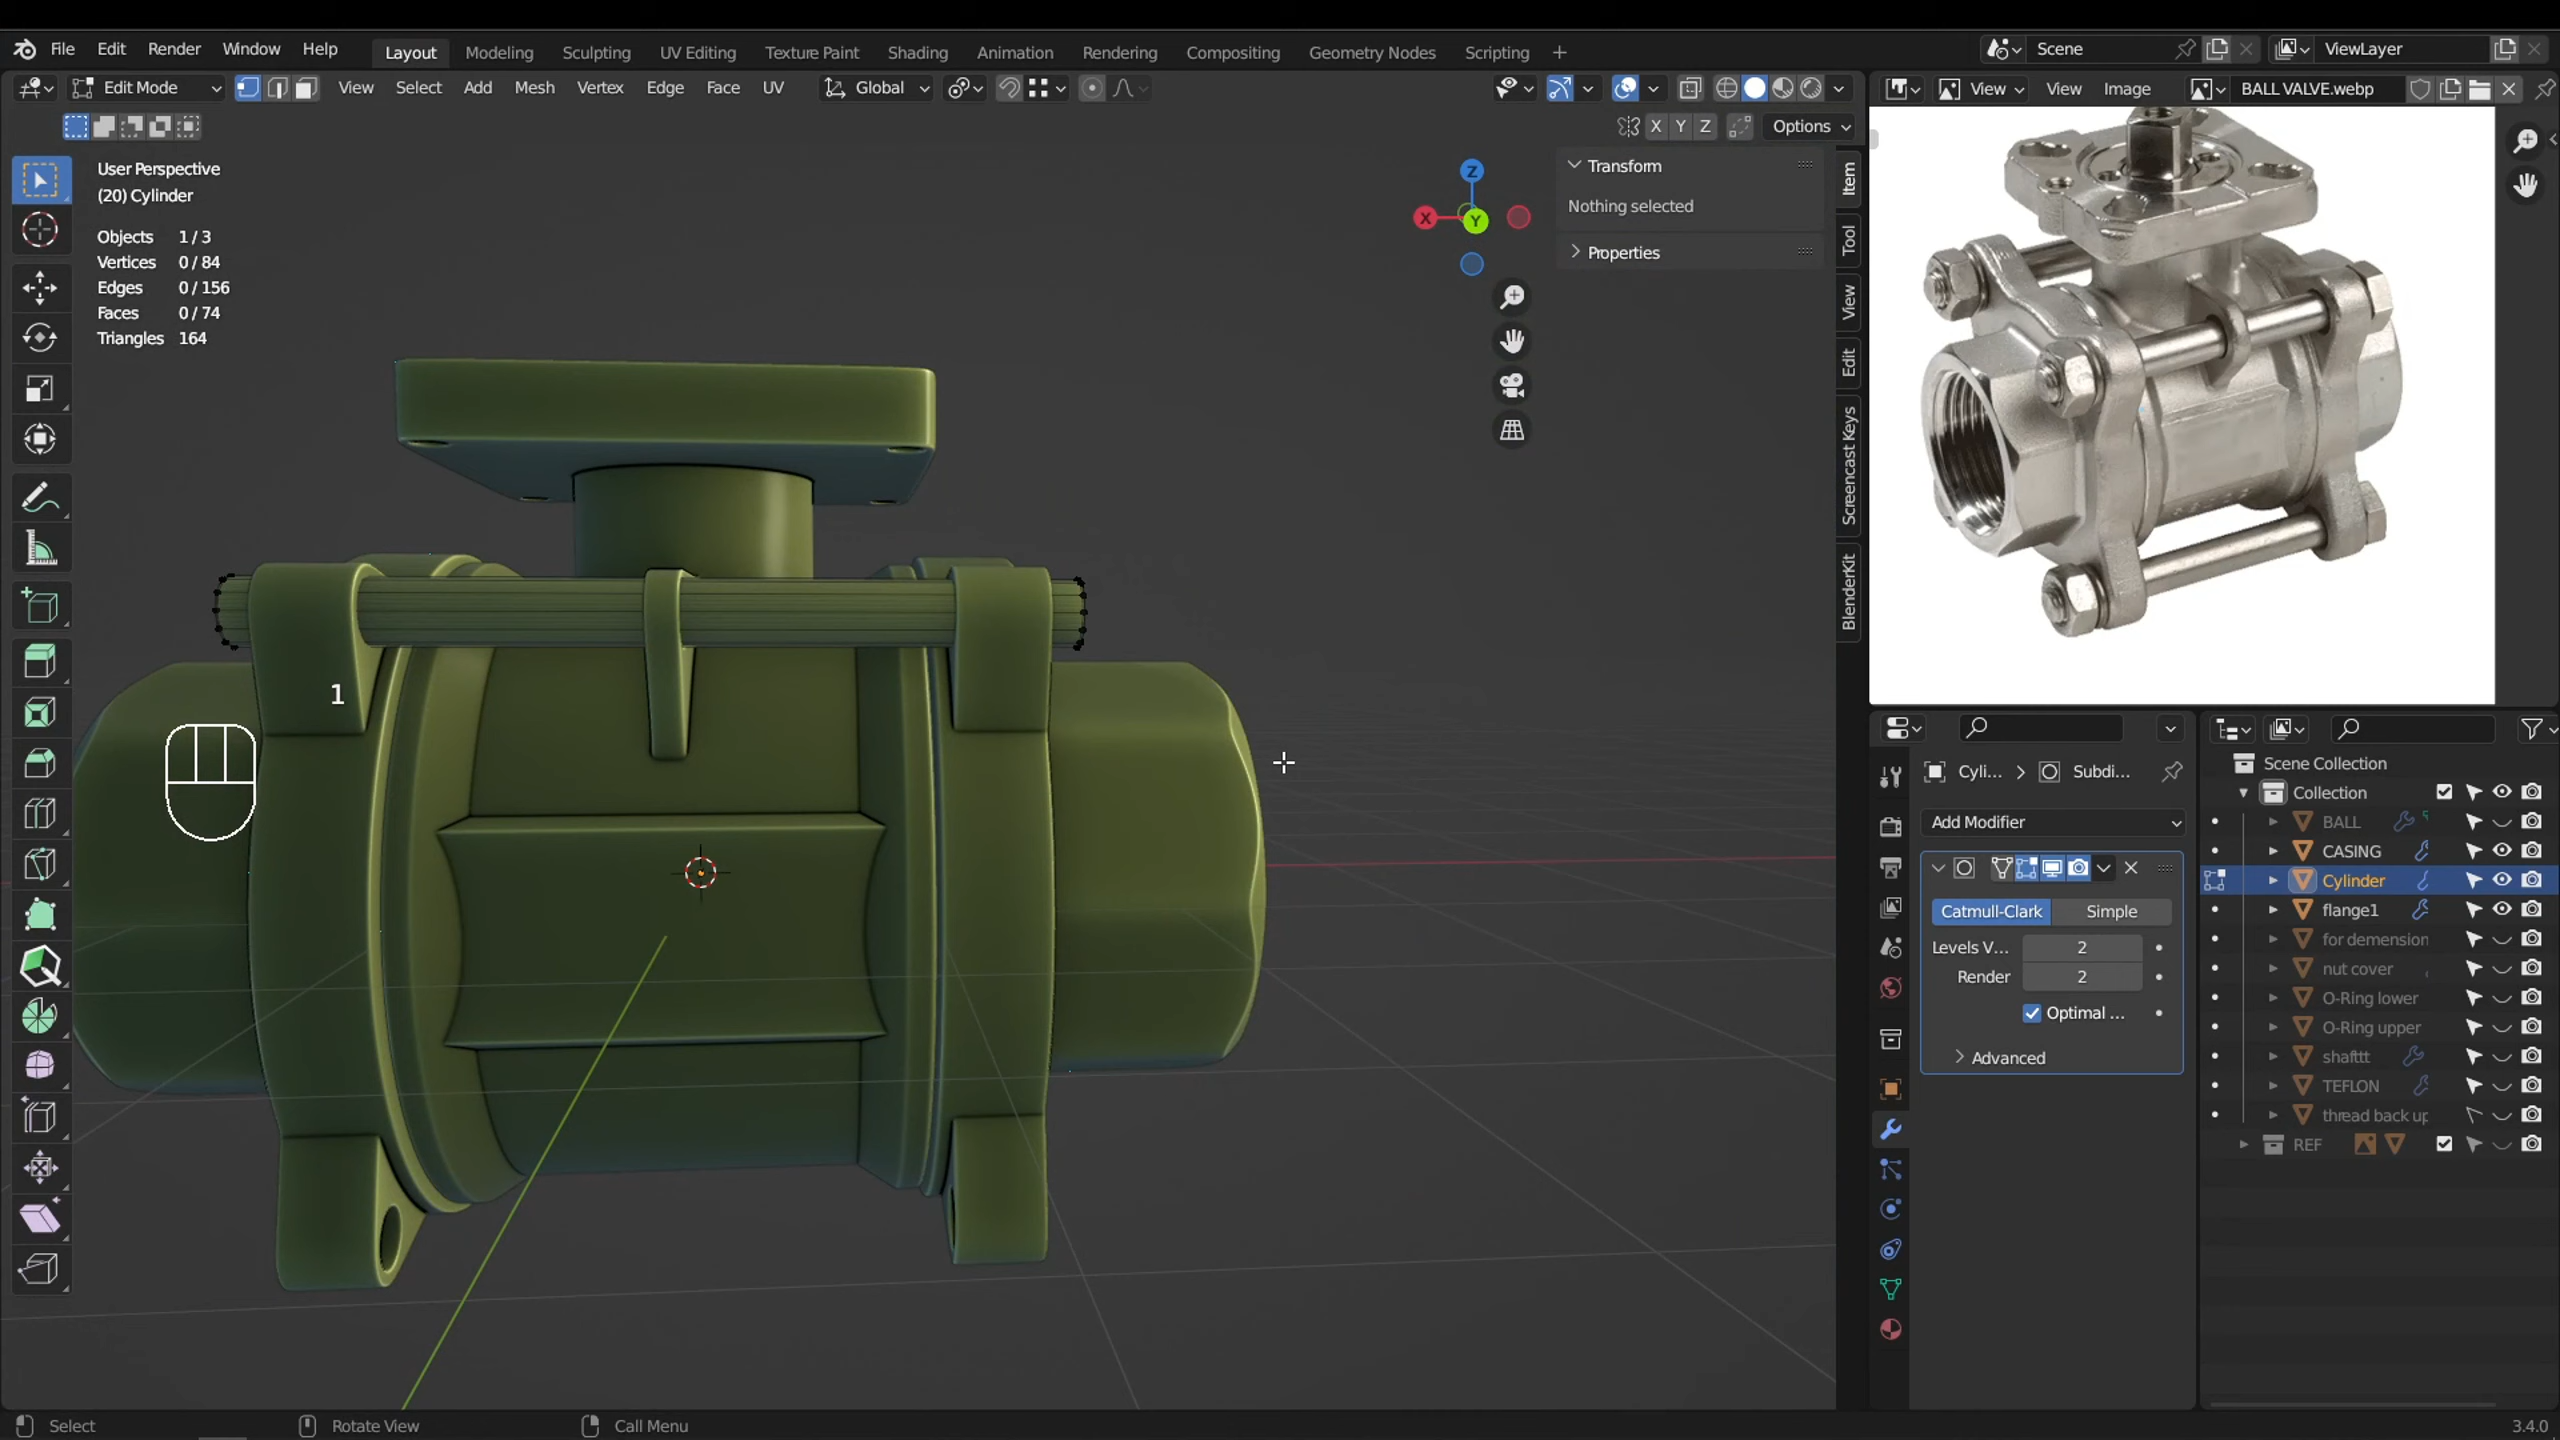 File Edit Render Window Help Layout Modeling Sculpting UV Editing Texture Paint Shading Animation Rendering Compositing Geometry Nodes Scripting Scene ViewLayer
Edit Mode View Select Add Mesh Vertex Edge Face UV Global View View Image BALL VALVE.webp
X Y Z Options
User Perspective
(20) Cylinder
Objects 1 / 3
Vertices 0 / 84
Edges 0 / 156
Faces 0 / 74
Triangles 164
Transform
Nothing selected
Properties
Z
X
Y
Item
Tool
View
Edit
Screencast Keys
BlenderKit
1
Cyli... Subdi...
Add Modifier
Catmull-Clark Simple
Levels V... 2
Render 2
Optimal ...
Advanced
Scene Collection
Collection
BALL
CASING
Cylinder
flange1
for demension
nut cover
O-Ring lower
O-Ring upper
shafttt
TEFLON
thread back up
REF
Select Rotate View Call Menu 3.4.0